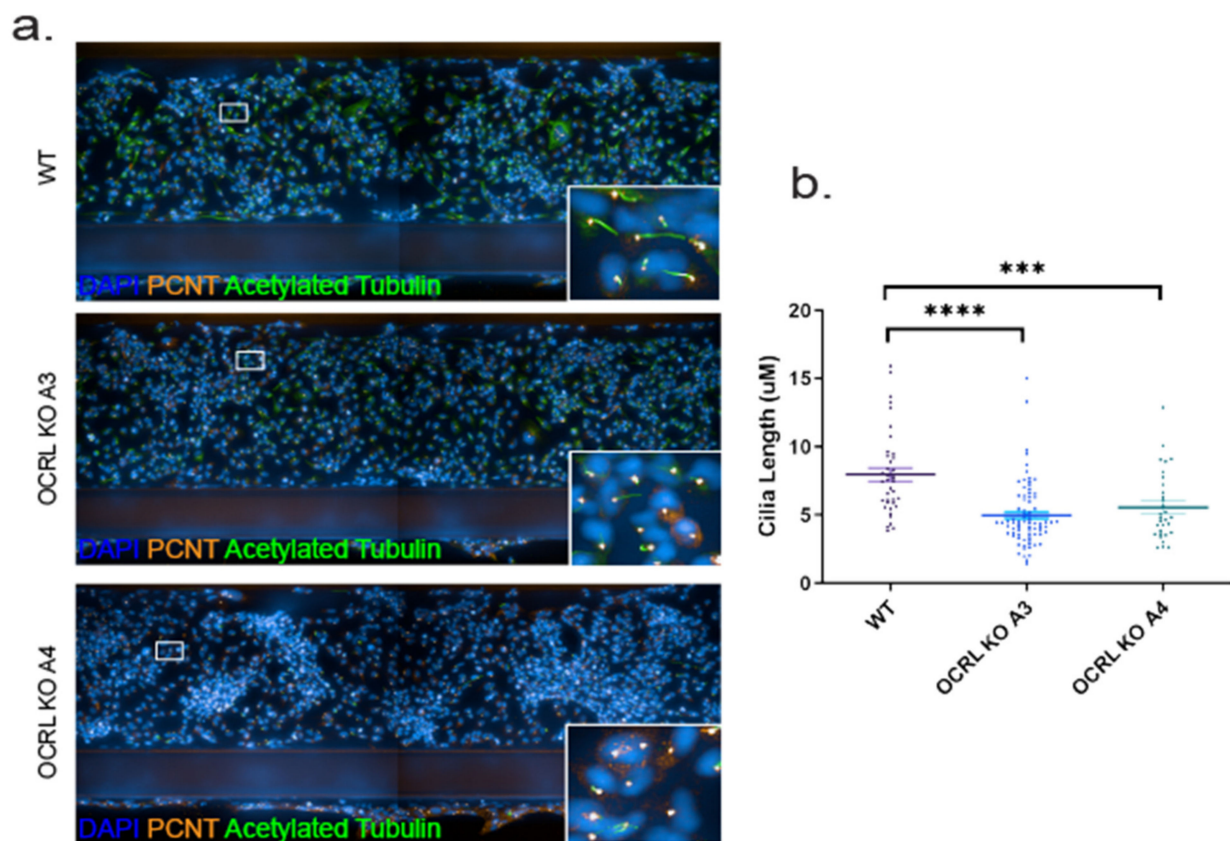 a.
WT
DAPI PCNT Acetylated Tubulin
OCRL KO A3
DAPI PCNT Acetylated Tubulin
OCRL KO A4
DAPI PCNT Acetylated Tubulin
b.
***
****
Cilia Length (uM)
20
15
10
5
0
WT
OCRL KO A3
OCRL KO A4